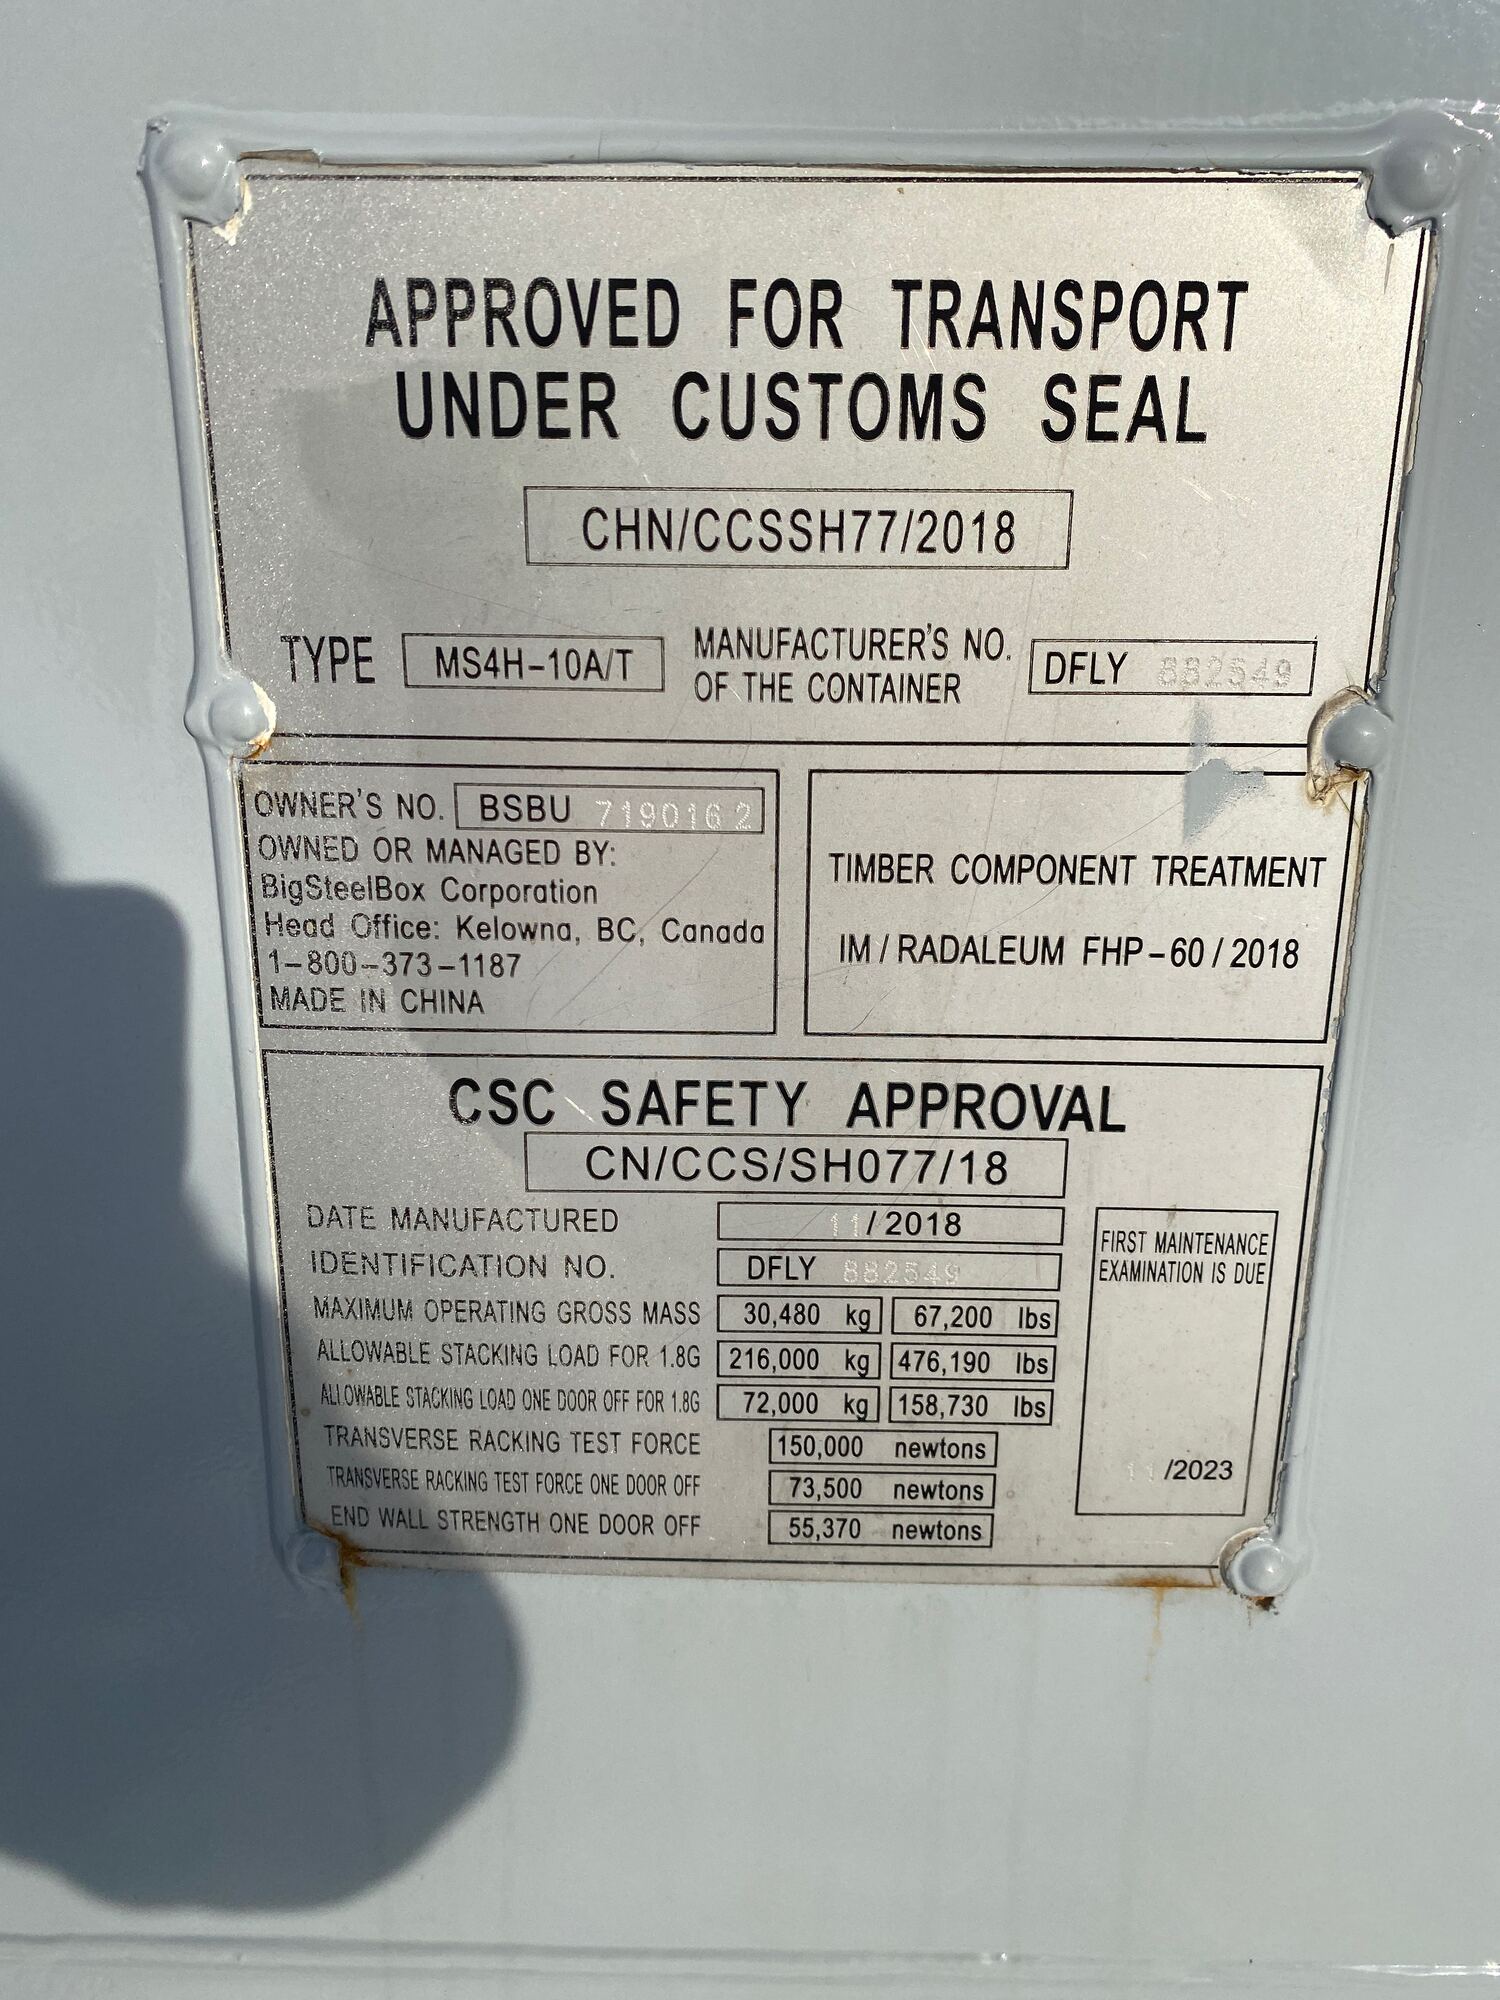 APPROVED FOR TRANSPORT
UNDER CUSTOMS SEAL
CHN/CCSSH77/2018
TYPE MS4H-10A/T MANUFACTURER'S NO. OF THE CONTAINER DFLY 882549
OWNER'S NO. BSBU 7190162
OWNED OR MANAGED BY:
BigSteelBox Corporation
Head Office: Kelowna, BC, Canada
1-800-373-1187
MADE IN CHINA
TIMBER COMPONENT TREATMENT
IM / RADALEUM FHP-60 / 2018
CSC SAFETY APPROVAL
CN/CCS/SH077/18
DATE MANUFACTURED 11/2018
IDENTIFICATION NO. DFLY 882549
MAXIMUM OPERATING GROSS MASS 30,480 kg 67,200 lbs
ALLOWABLE STACKING LOAD FOR 1.8G 216,000 kg 476,190 lbs
ALLOWABLE STACKING LOAD ONE DOOR OFF FOR 1.8G 72,000 kg 158,730 lbs
TRANSVERSE RACKING TEST FORCE 150,000 newtons
TRANSVERSE RACKING TEST FORCE ONE DOOR OFF 73,500 newtons
END WALL STRENGTH ONE DOOR OFF 55,370 newtons
FIRST MAINTENANCE
EXAMINATION IS DUE
11/2023